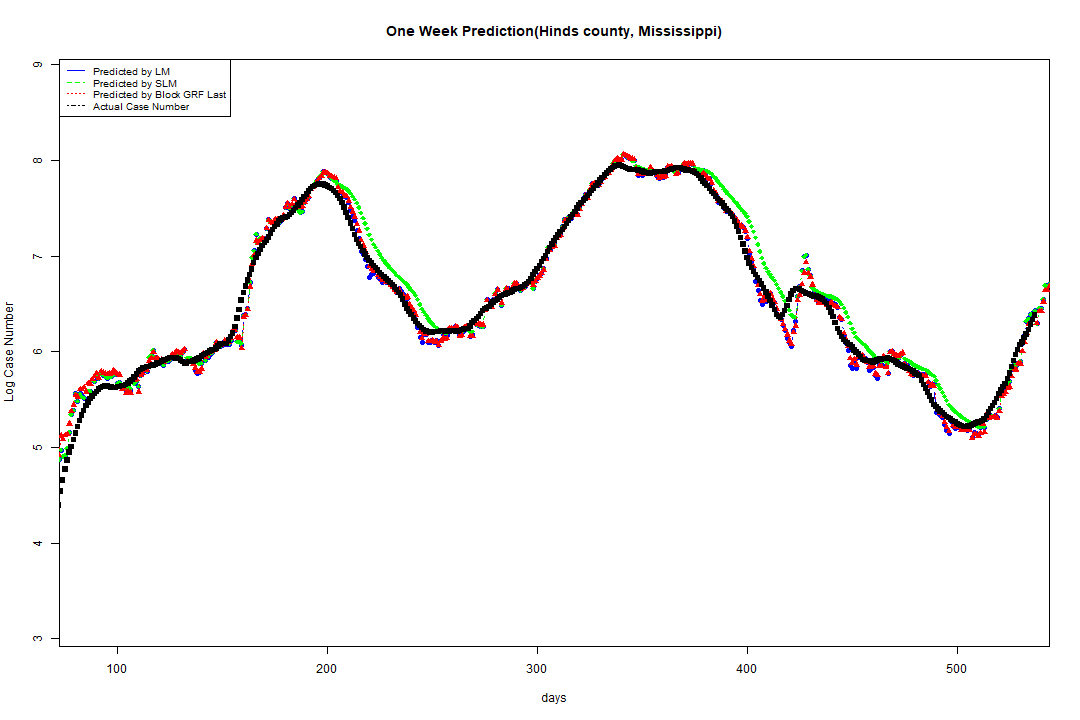 One Week Prediction(Hinds county, Mississippi)
Predicted by LM
Predicted by SLM
Predicted by Block GRF Last
Actual Case Number
9
8
7
6
5
4
3
Log Case Number
100 200 300 400 500
days